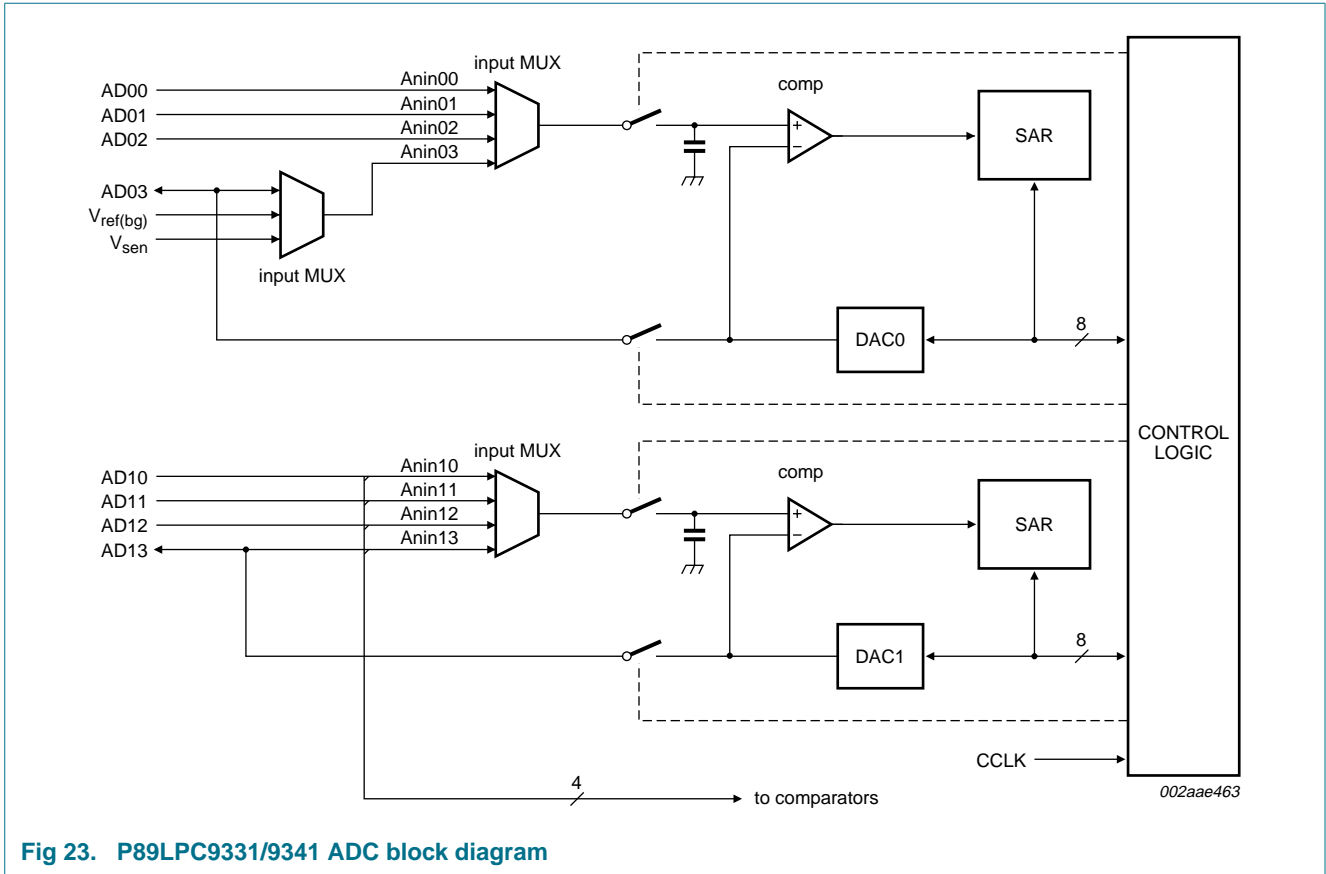 input MUX
comp
AD00
AD01
AD02
Anin00
Anin01
Anin02
Anin03
SAR
AD03
Vref(bg)
Vsen
input MUX
DAC0
8
CONTROL
LOGIC
input MUX
comp
AD10
AD11
AD12
AD13
Anin10
Anin11
Anin12
Anin13
SAR
DAC1
8
CCLK
4
to comparators
002aae463
Fig 23. P89LPC9331/9341 ADC block diagram